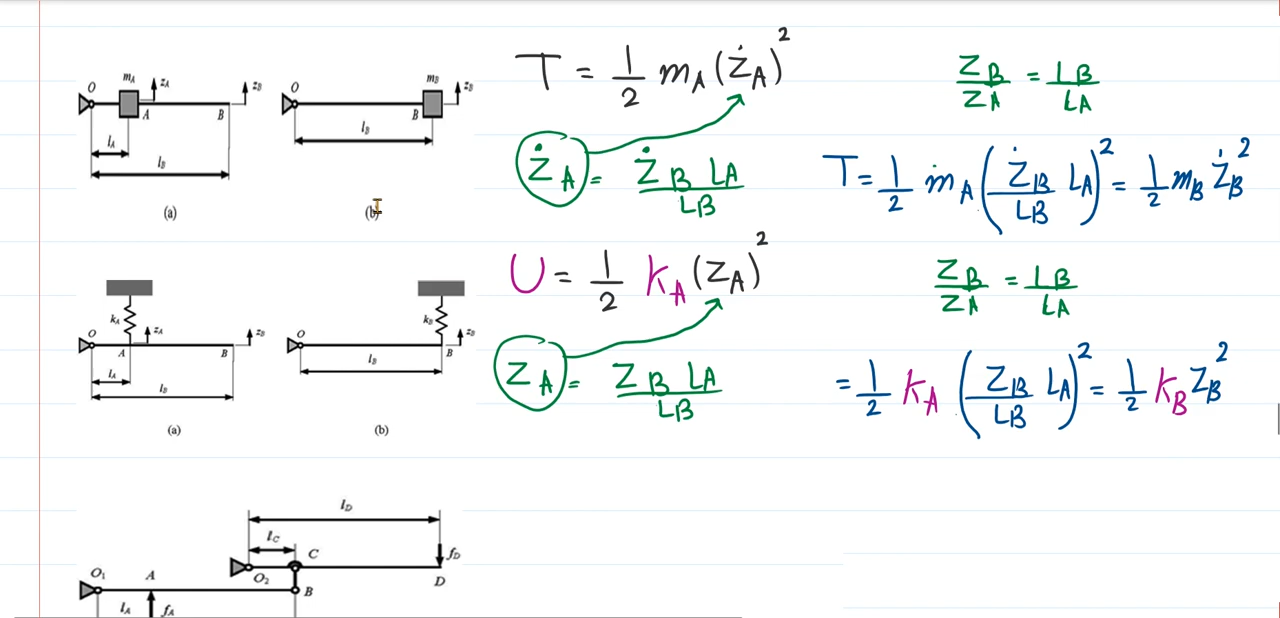 O m_A z_A A B z_B l_A l_B
(a)
O m_B z_B B l_B
(b)
T = 1/2 m_A (ż_A)^2
ż_A = ż_B L_A / L_B
z_B / z_A = L_B / L_A
T = 1/2 m_A (ż_B / L_B L_A)^2 = 1/2 m_B ż_B^2
O k_A z_A A B z_B l_A l_B
(a)
O k_B z_B B l_B
(b)
U = 1/2 k_A (z_A)^2
z_A = z_B L_A / L_B
z_B / z_A = L_B / L_A
= 1/2 k_A (z_B / L_B L_A)^2 = 1/2 k_B z_B^2
l_D
l_C C f_D
O_2 D
O_1 A B
l_A f_A